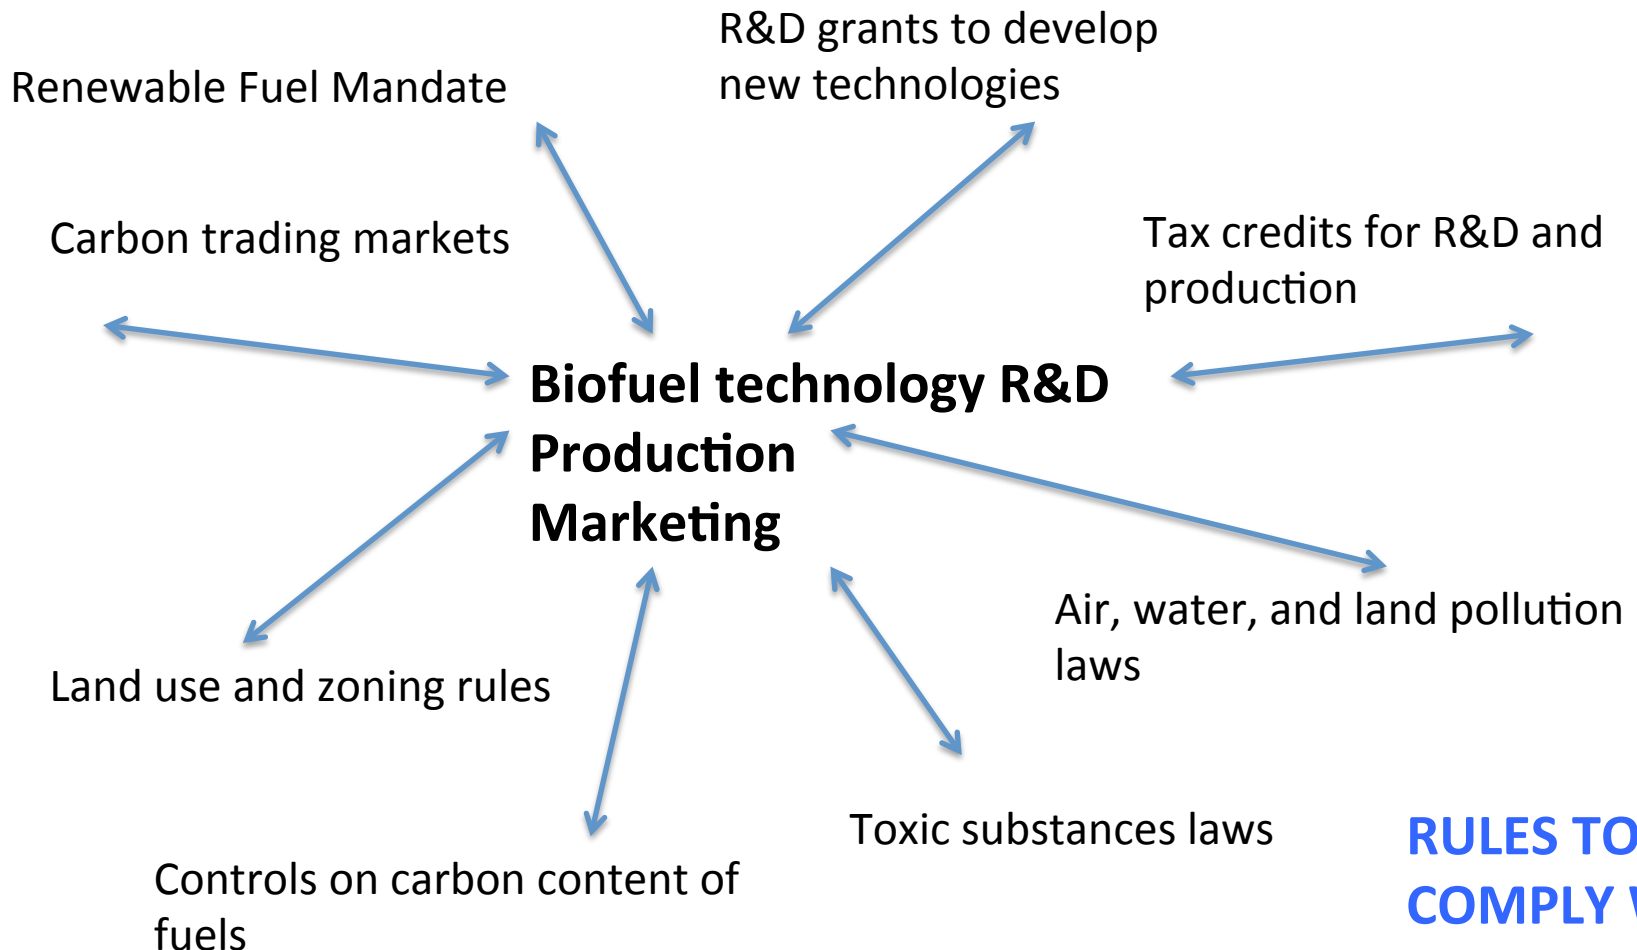 R&D grants to develop
new technologies
Renewable Fuel Mandate
Carbon trading markets
Tax credits for R&D and
production
Biofuel technology R&D
Production
Marketing
Air, water, and land pollution
laws
Land use and zoning rules
Toxic substances laws
Controls on carbon content of
fuels
RULES TO
COMPLY